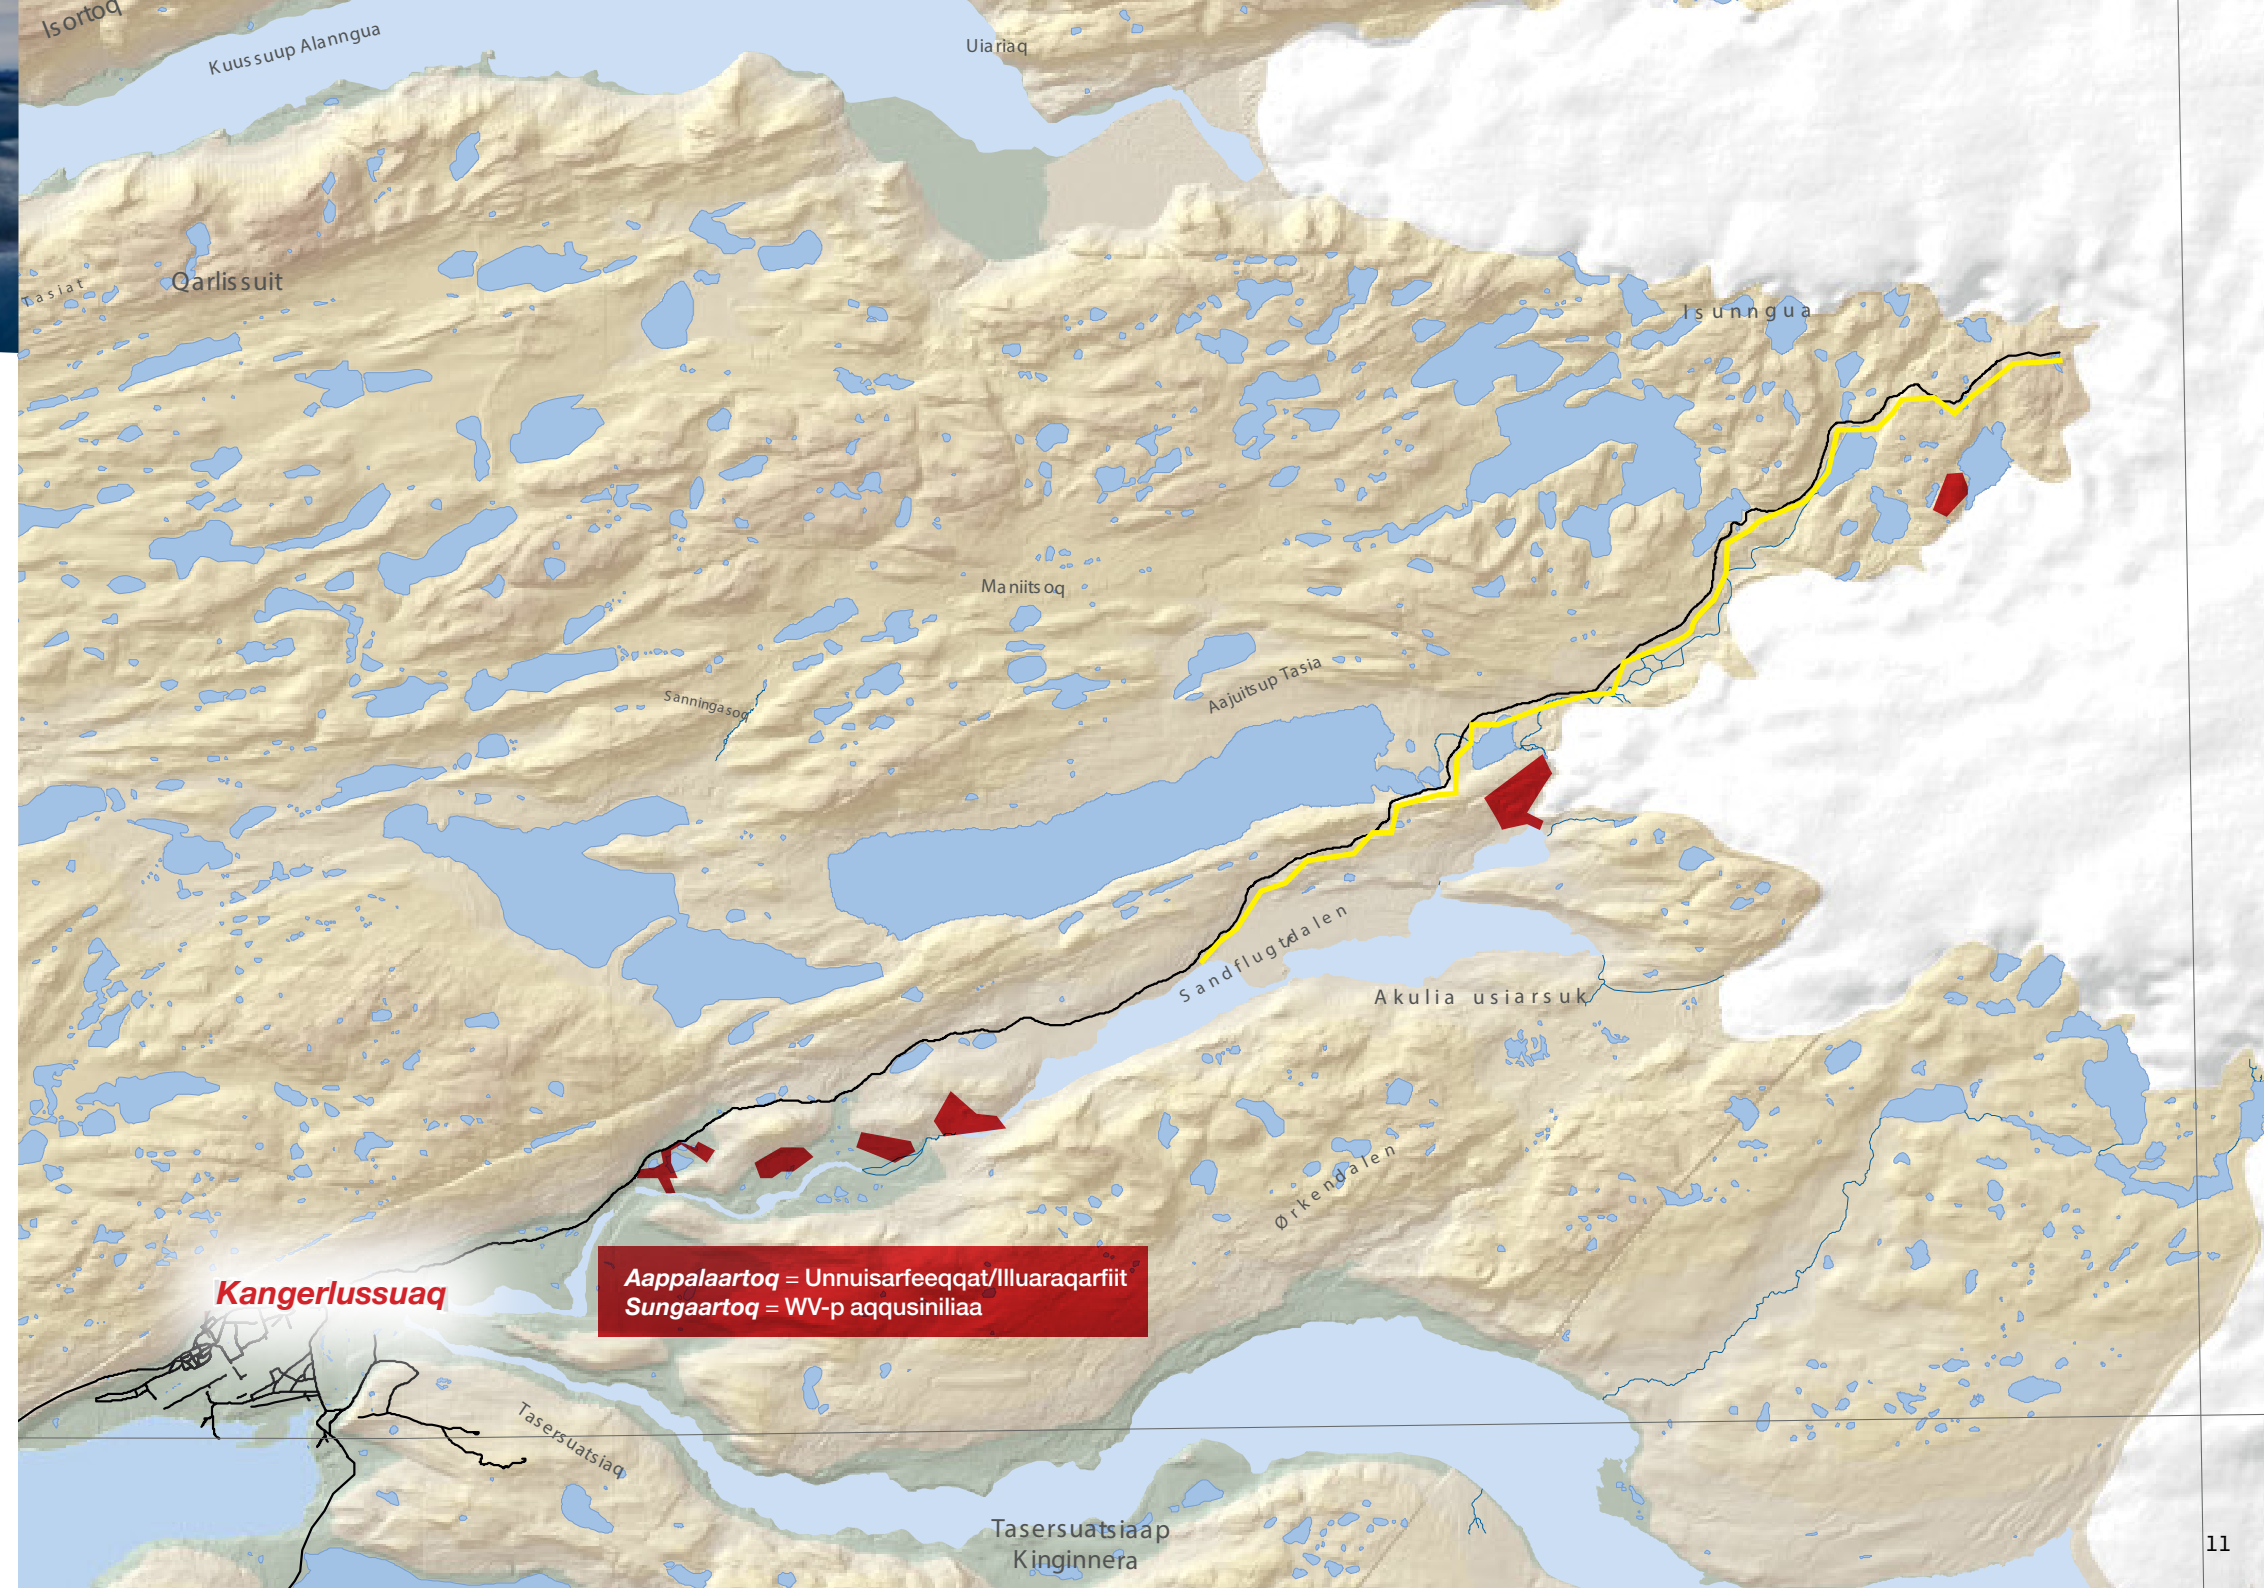 Isortoq
Kuussuup Alanngua
Uiariaq
Tasiat
Qarlissuit
Isunngua
Maniitsoq
Sanningasoq
Aajuitsup Tasia
Sandflugtdalen
Akulia usiarsuk
Ørkendalen
Kangerlussuaq
Aappalaartoq = Unnuisarfeeqqat/Illuaraqarfiit
Sungaartoq = WV-p aqqusiniliaa
Tasersuatsiaq
Tasersuatsiaap
Kinginnera
11